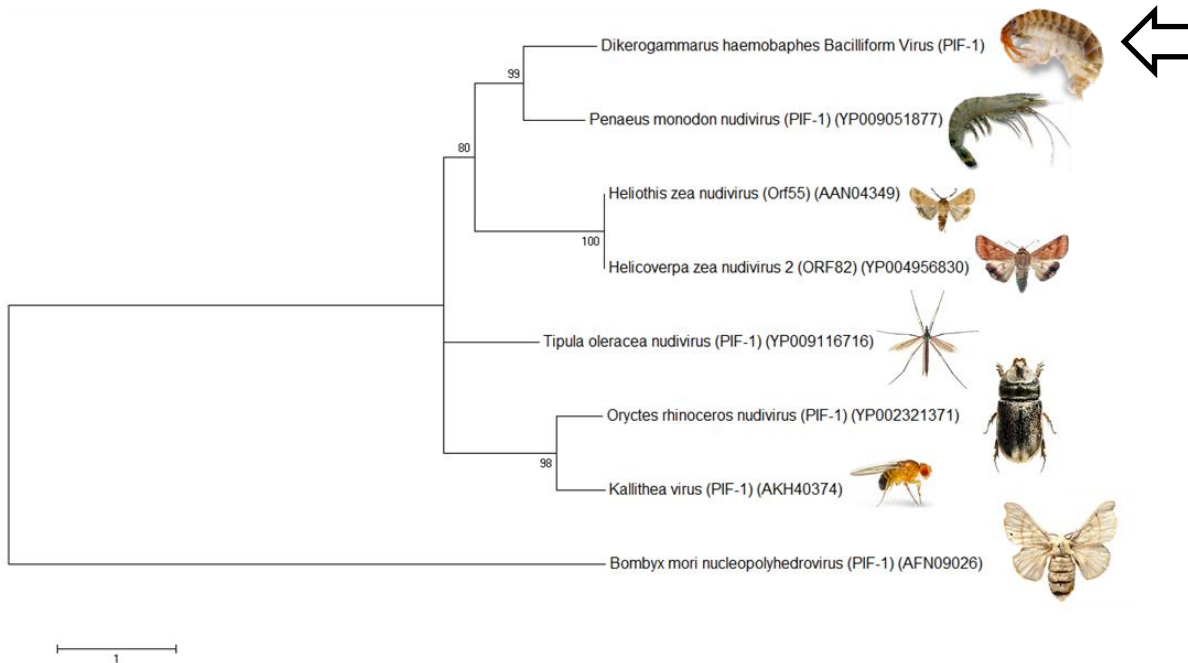 Dikerogammarus haemobaphes Bacilliform Virus (PIF-1)
99
Penaeus monodon nudivirus (PIF-1) (YP009051877)
80
Heliothis zea nudivirus (Orf55) (AAN04349)
100
Helicoverpa zea nudivirus 2 (ORF82) (YP004956830)
Tipula oleracea nudivirus (PIF-1) (YP009116716)
Oryctes rhinoceros nudivirus (PIF-1) (YP002321371)
98
Kallithea virus (PIF-1) (AKH40374)
Bombyx mori nucleopolyhedrovirus (PIF-1) (AFN09026)
1